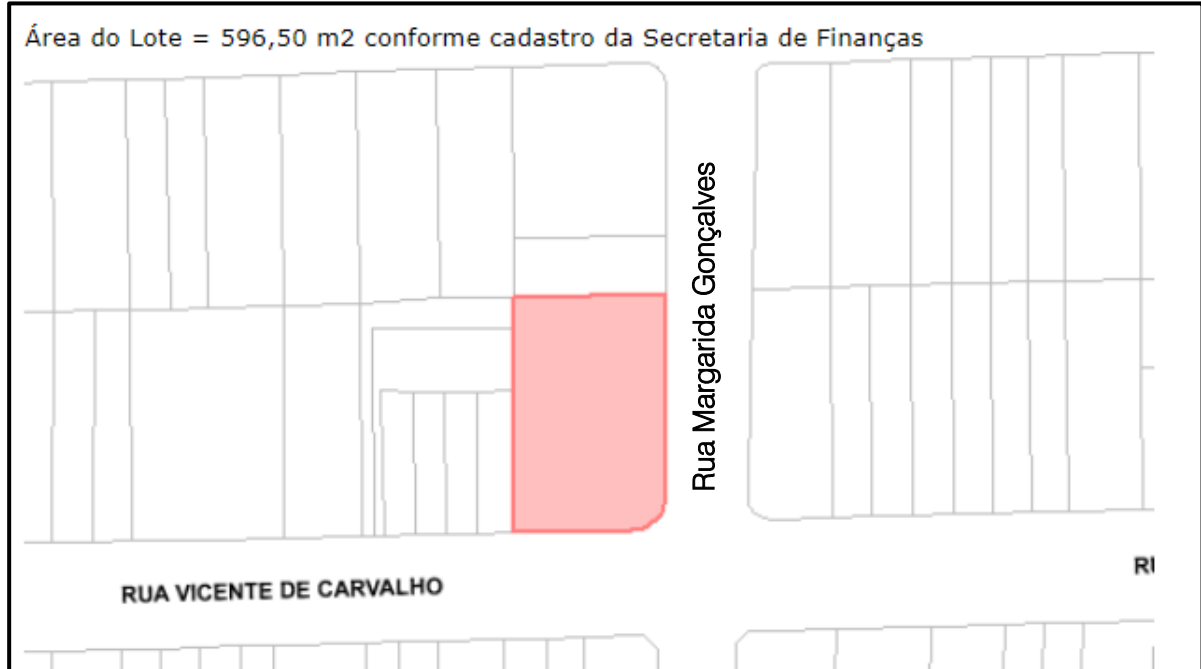 Área do Lote = 596,50 m2 conforme cadastro da Secretaria de Finanças
Rua Margarida Gonçalves
RUA VICENTE DE CARVALHO